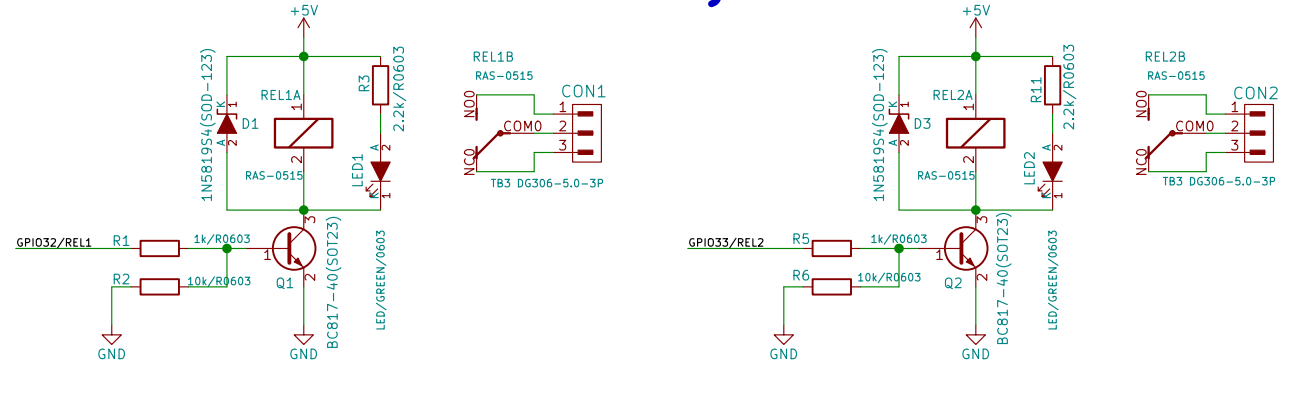 +5V
1N5819S4(SOD-123)
K
1
D1
A
2
REL1A
1
2
RAS-0515
R3
2.2k/R0603
A
2
LED1
K
1
REL1B
RAS-0515
NO0
COM0
NC0
CON1
1
2
3
TB3 DG306-5.0-3P
GPIO32/REL1
R1
1k/R0603
R2
10k/R0603
1
3
2
Q1
BC817-40(SOT23)
LED/GREEN/0603
GND
GND
+5V
1N5819S4(SOD-123)
K
1
D3
A
2
REL2A
1
2
RAS-0515
R11
2.2k/R0603
A
2
LED2
K
1
REL2B
RAS-0515
NO0
COM0
NC0
CON2
1
2
3
TB3 DG306-5.0-3P
GPIO33/REL2
R5
1k/R0603
R6
10k/R0603
1
3
2
Q2
BC817-40(SOT23)
LED/GREEN/0603
GND
GND